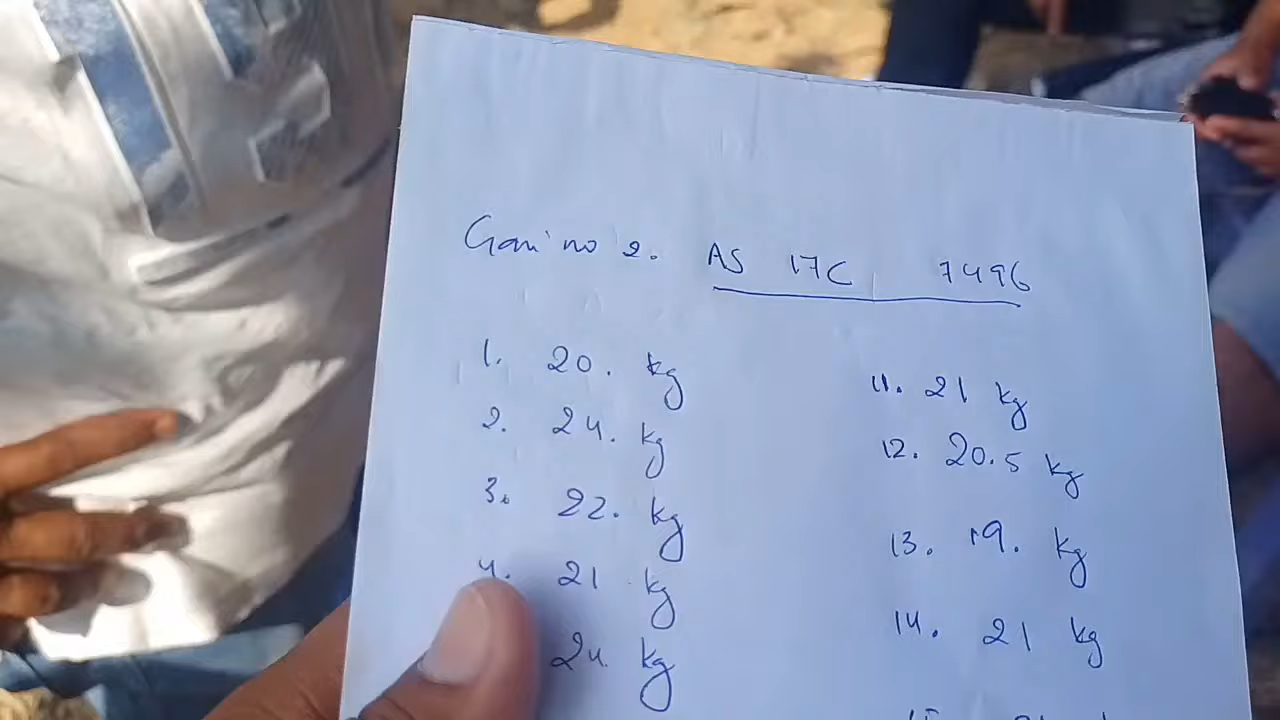 Gari no 2. AS 17C 7496
1. 20. kg
2. 24. kg
3. 22. kg
4. 21 kg
24. kg
11. 21 kg
12. 20.5 kg
13. 19. kg
14. 21 kg
15